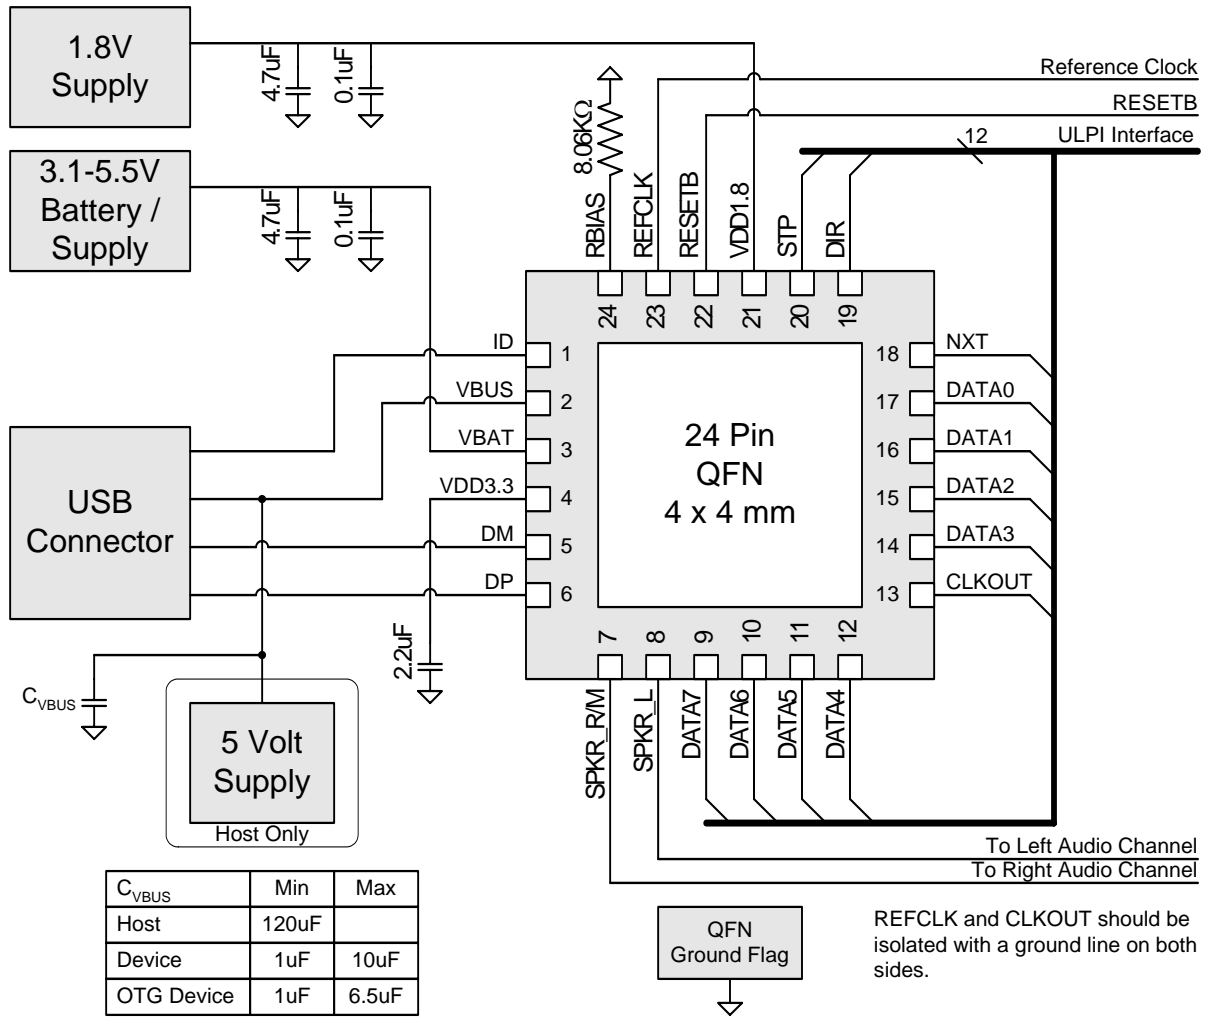 1.8V
Supply
4.7uF
0.1uF
Reference Clock
RESETB
12
ULPI Interface
3.1-5.5V
Battery /
Supply
4.7uF
0.1uF
8.06KΩ
RBIAS
REFCLK
RESETB
VDD1.8
STP
DIR
24
23
22
21
20
19
ID
1
VBUS
2
VBAT
3
VDD3.3
4
DM
5
DP
6
USB
Connector
24 Pin
QFN
4 x 4 mm
18
NXT
17
DATA0
16
DATA1
15
DATA2
14
DATA3
13
CLKOUT
7
8
9
10
11
12
SPKR_R/M
SPKR_L
DATA7
DATA6
DATA5
DATA4
2.2uF
CVBUS
5 Volt
Supply
Host Only
To Left Audio Channel
To Right Audio Channel
CVBUS Min Max
Host 120uF
Device 1uF 10uF
OTG Device 1uF 6.5uF
QFN
Ground Flag
REFCLK and CLKOUT should be
isolated with a ground line on both
sides.